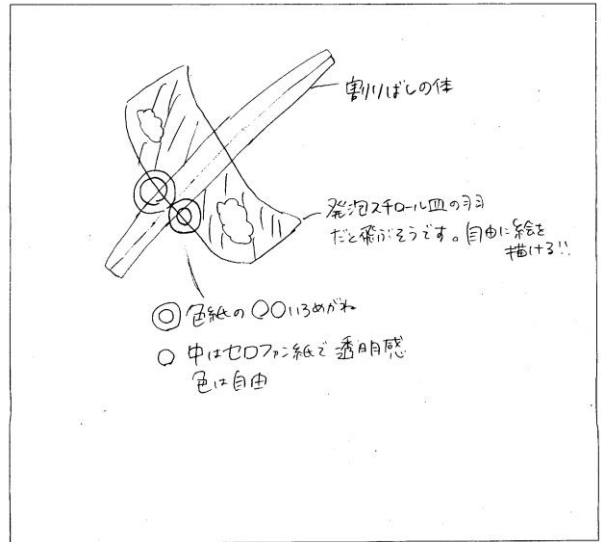 割りばしの体
発泡スチロール皿の羽
だと飛ぶそうです。自由に絵を
描ける!!
◎ 色紙の〇〇いろめがね
○ 中はセロファン紙で透明感
色は自由